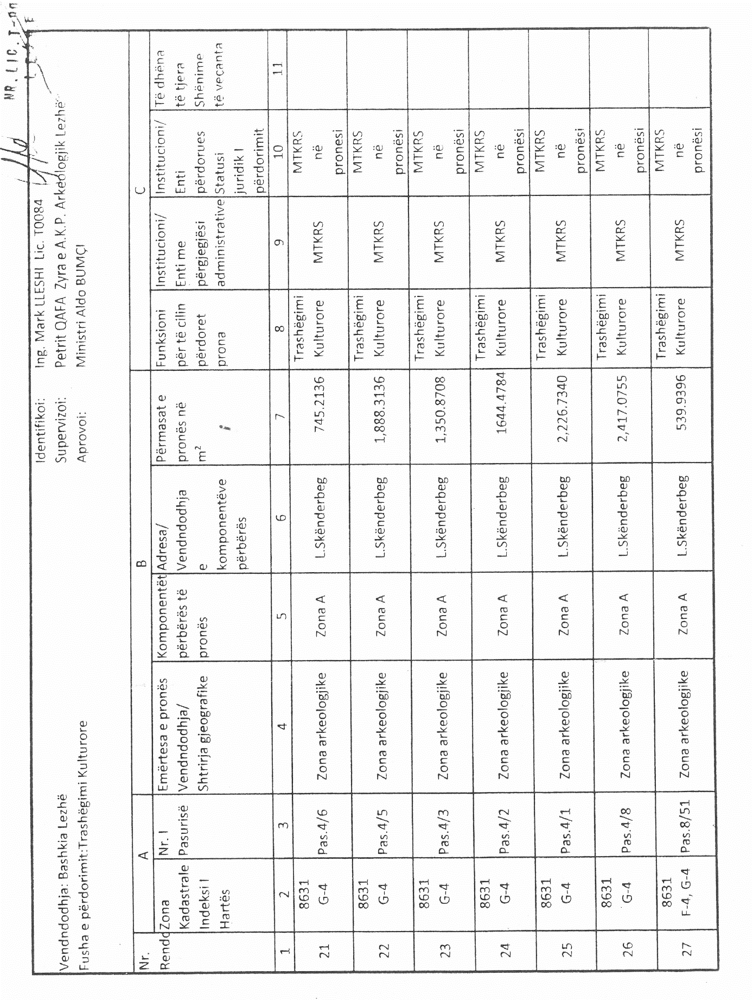 NR. LIC. T-
Vendndodhja: Bashkia Lezhë
Fusha e përdorimit:Trashëgimi Kulturore
Identifikoi: Ing. Mark LLESHI Lic. T0084
Supervizoi: Petrit QAFA Zyra e A.K.P. Arkeologjik Lezhë
Aprovoi: Ministri Aldo BUMÇI
Nr. A B C
Rendo Zona Kadastrale Indeksi I Hartës Nr. I Pasurisë Emërtesa e pronës Vendndodhja/ Shtrirja gjeografike Komponentët përbërës të pronës Adresa/ Vendndodhja e komponentëve përbërës Përmasat e pronës në m² Funksioni për të cilin përdoret prona Institucioni/ Enti me përgjegjësi administrative Institucioni/ Enti përdorues Statusi juridik I përdorimit Të dhëna të tjera Shënime të veçanta
1 2 3 4 5 6 7 8 9 10 11
21 8631 G-4 Pas.4/6 Zona arkeologjike Zona A L.Skënderbeg 745.2136 Trashëgimi Kulturore MTKRS MTKRS në pronesi
22 8631 G-4 Pas.4/5 Zona arkeologjike Zona A L.Skënderbeg 1,888.3136 Trashëgimi Kulturore MTKRS MTKRS në pronësi
23 8631 G-4 Pas.4/3 Zona arkeologjike Zona A L.Skënderbeg 1,350.8708 Trashëgimi Kulturore MTKRS MTKRS në pronësi
24 8631 G-4 Pas.4/2 Zona arkeologjike Zona A L.Skënderbeg 1644.4784 Trashëgimi Kulturore MTKRS MTKRS në pronësi
25 8631 G-4 Pas.4/1 Zona arkeologjike Zona A L.Skënderbeg 2,226.7340 Trashëgimi Kulturore MTKRS MTKRS në pronësi
26 8631 G-4 Pas.4/8 Zona arkeologjike Zona A L.Skënderbeg 2,417.0755 Trashëgimi Kulturore MTKRS MTKRS në pronësi
27 8631 F-4, G-4 Pas.8/51 Zona arkeologjike Zona A L.Skënderbeg 539.9396 Trashëgimi Kulturore MTKRS MTKRS në pronësi